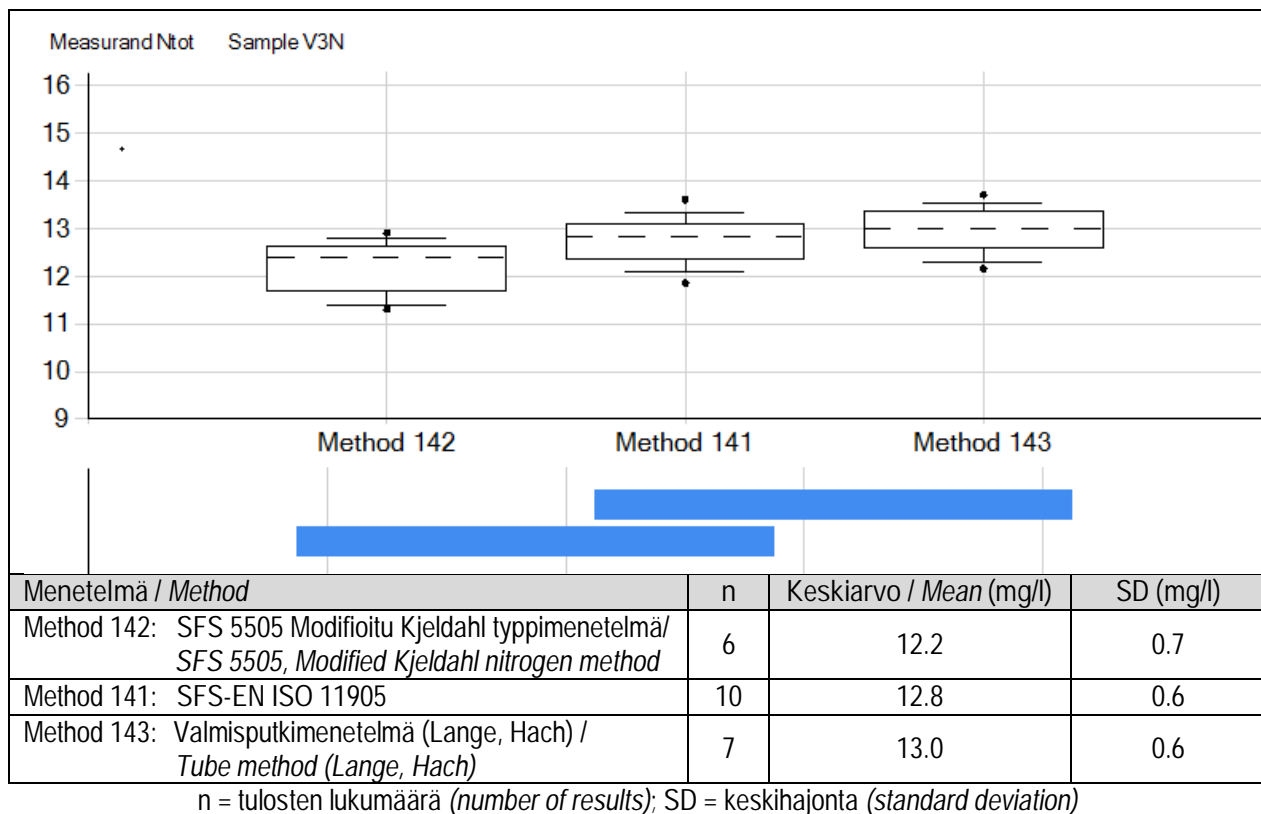 Measurand Ntot Sample V3N
16
15
14
13
12
11
10
9
Method 142 Method 141 Method 143
Menetelmä / Method n Keskiarvo / Mean (mg/l) SD (mg/l)
Method 142: SFS 5505 Modifioitu Kjeldahl typpimenetelmä/
SFS 5505, Modified Kjeldahl nitrogen method
6 12.2 0.7
Method 141: SFS-EN ISO 11905 10 12.8 0.6
Method 143: Valmisputkimenetelmä (Lange, Hach) /
Tube method (Lange, Hach)
7 13.0 0.6
n = tulosten lukumäärä (number of results); SD = keskihajonta (standard deviation)